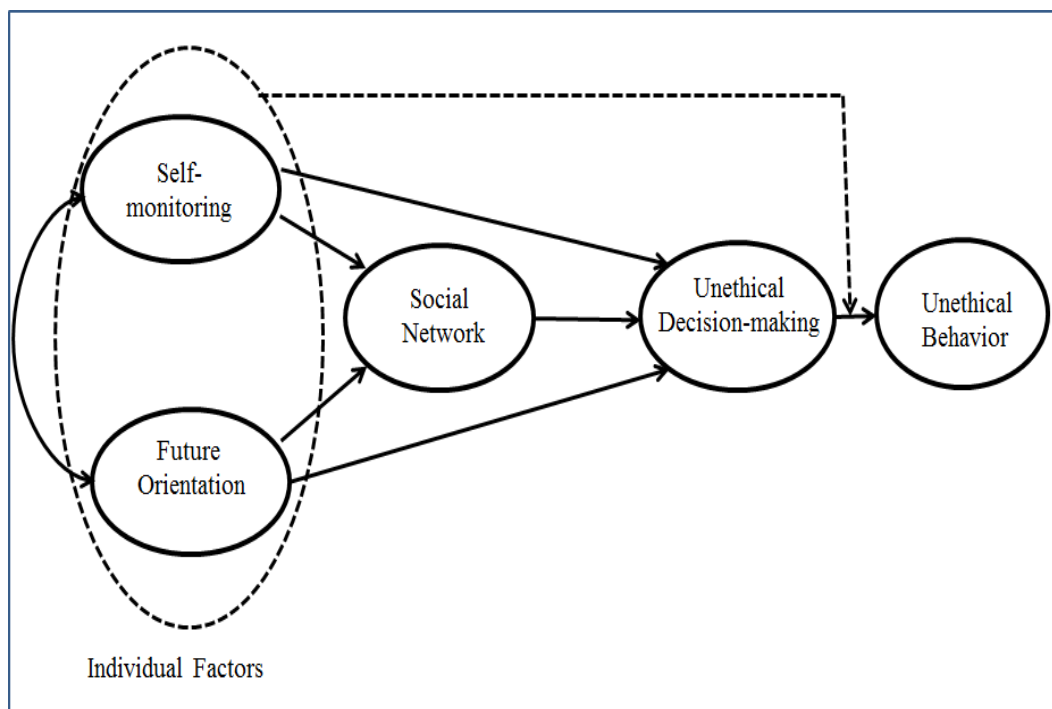 Self-
monitoring
Social
Network
Unethical
Decision-making
Unethical
Behavior
Future
Orientation
Individual Factors